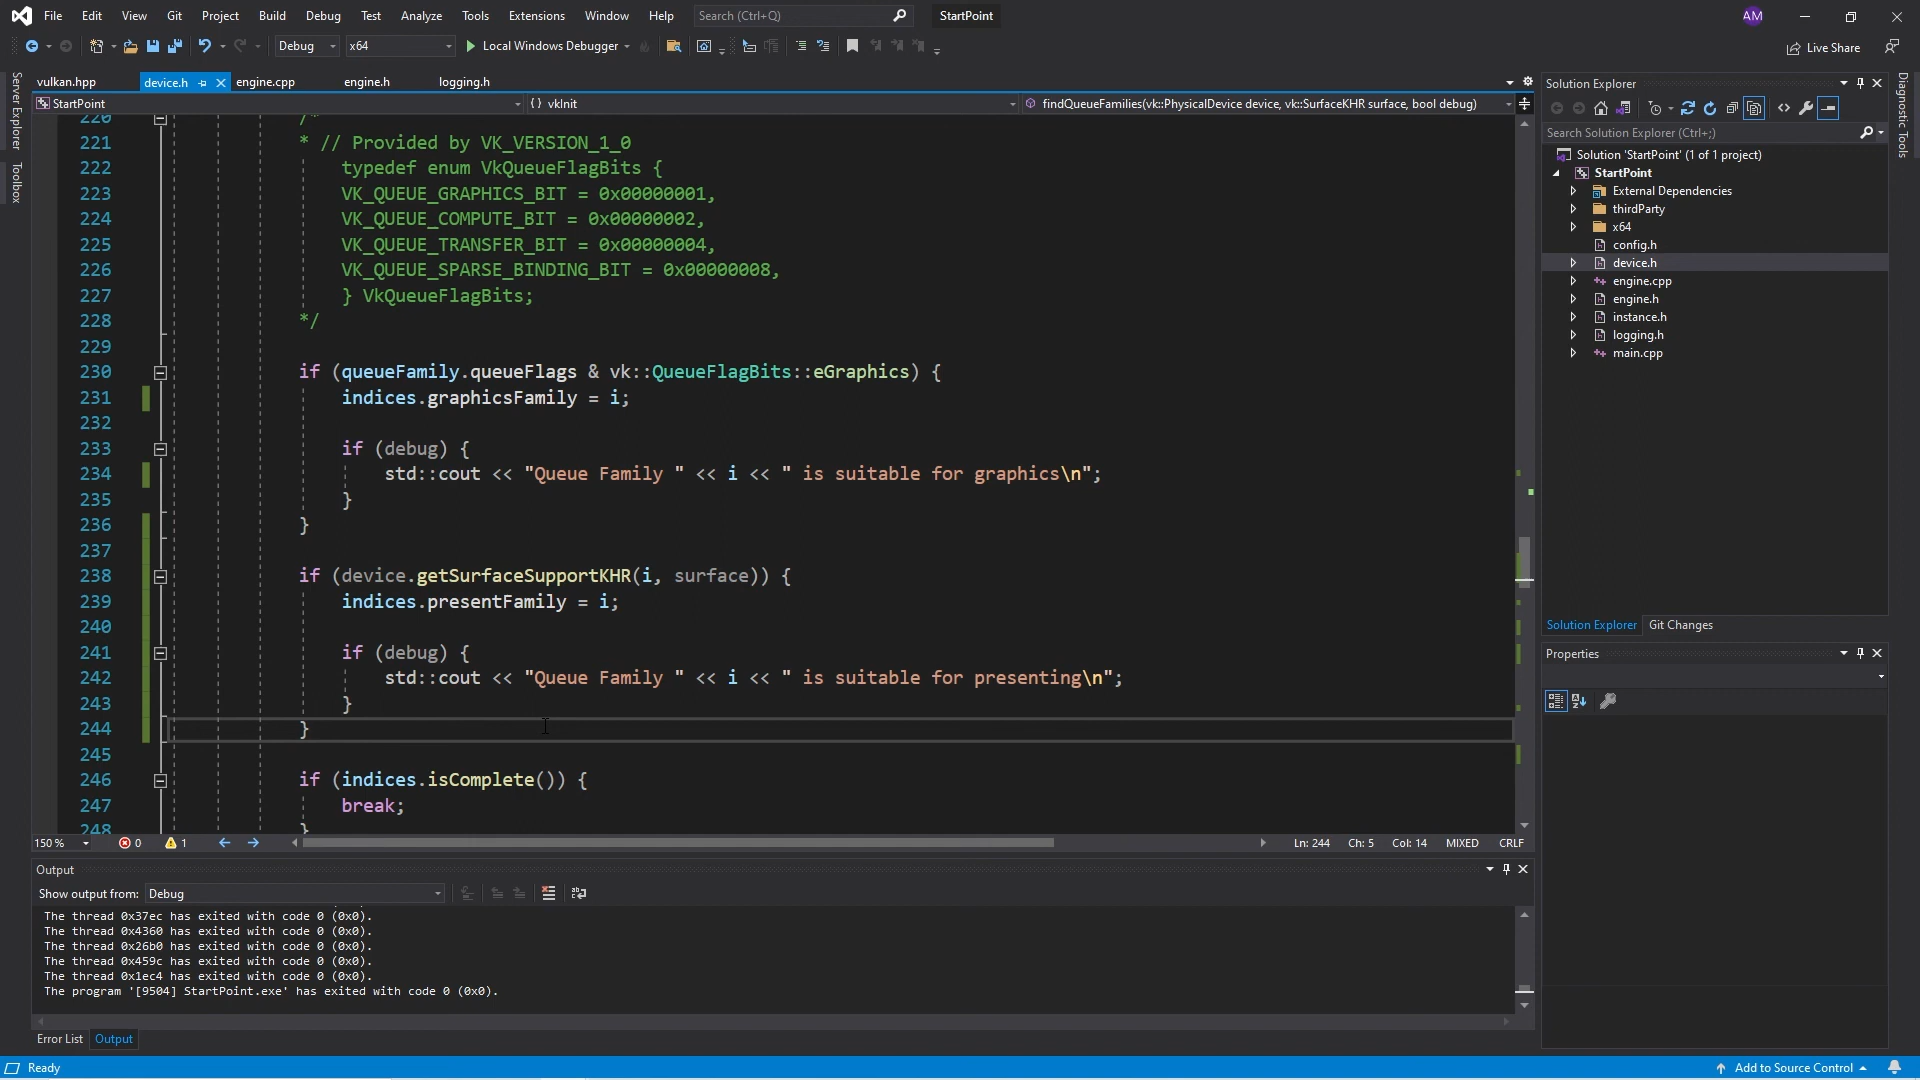 File Edit View Git Project Build Debug Test Analyze Tools Extensions Window Help Search (Ctrl+Q) StartPoint AM
Debug x64 Local Windows Debugger Live Share
vulkan.hpp device.h engine.cpp engine.h logging.h
StartPoint {} vkInit findQueueFamilies(vk::PhysicalDevice device, vk::SurfaceKHR surface, bool debug)
220 /*
221 * // Provided by VK_VERSION_1_0
222 typedef enum VkQueueFlagBits {
223 VK_QUEUE_GRAPHICS_BIT = 0x00000001,
224 VK_QUEUE_COMPUTE_BIT = 0x00000002,
225 VK_QUEUE_TRANSFER_BIT = 0x00000004,
226 VK_QUEUE_SPARSE_BINDING_BIT = 0x00000008,
227 } VkQueueFlagBits;
228 */
229
230 if (queueFamily.queueFlags & vk::QueueFlagBits::eGraphics) {
231 indices.graphicsFamily = i;
232
233 if (debug) {
234 std::cout << "Queue Family " << i << " is suitable for graphics\n";
235 }
236 }
237
238 if (device.getSurfaceSupportKHR(i, surface)) {
239 indices.presentFamily = i;
240
241 if (debug) {
242 std::cout << "Queue Family " << i << " is suitable for presenting\n";
243 }
244 }
245
246 if (indices.isComplete()) {
247 break;
248 }
150 % 0 1 Ln: 244 Ch: 5 Col: 14 MIXED CRLF
Output
Show output from: Debug
The thread 0x37ec has exited with code 0 (0x0).
The thread 0x4360 has exited with code 0 (0x0).
The thread 0x26b0 has exited with code 0 (0x0).
The thread 0x459c has exited with code 0 (0x0).
The thread 0x1ec4 has exited with code 0 (0x0).
The program '[9504] StartPoint.exe' has exited with code 0 (0x0).
Error List Output
Ready Add to Source Control
Server Explorer
Toolbox
Solution Explorer
Search Solution Explorer (Ctrl+;)
Solution 'StartPoint' (1 of 1 project)
StartPoint
External Dependencies
thirdParty
x64
config.h
device.h
engine.cpp
engine.h
instance.h
logging.h
main.cpp
Solution Explorer Git Changes
Properties
Diagnostic Tools